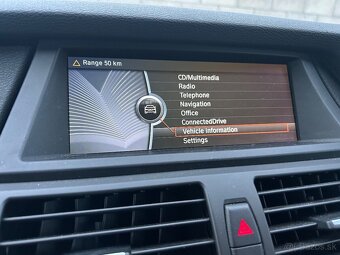 Range 50 km
CD/Multimedia
Radio
Telephone
Navigation
Office
ConnectedDrive
Vehicle information
Settings